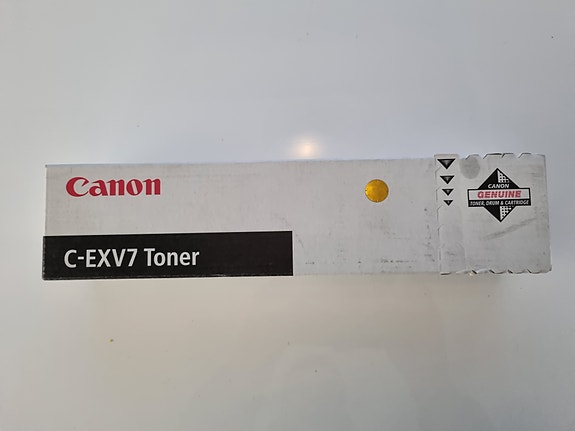 Canon
C-EXV7 Toner
CANON
GENUINE
TONER, DRUM & CARTRIDGE